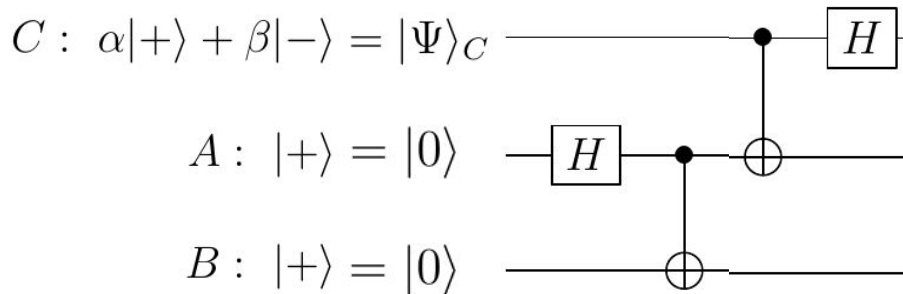 C : α|+⟩ + β|−⟩ = |Ψ⟩_C
H
A : |+⟩ = |0⟩
H
B : |+⟩ = |0⟩